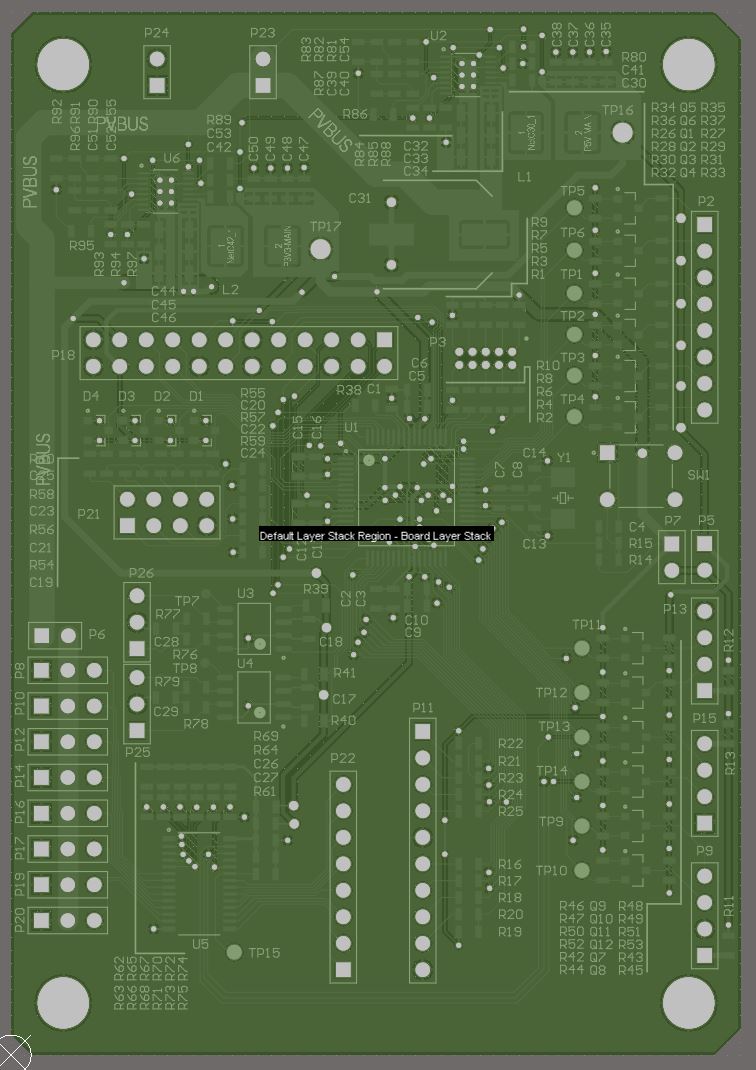 P24
P23
R83
R82
R81
C54
U2
C38
C37
C36
C35
R80
C41
C30
R87
C39
C40
R86
R92
R96
R91
R90
PVBUS
PVBUS
R89
C53
C42
C50
C49
C48
C47
R84
R85
R88
C32
C33
C34
L1
TP16
R34 Q5 R35
R36 Q6 R37
R26 Q1 R27
R28 Q2 R29
R30 Q3 R31
R32 Q4 R33
PVBUS
U6
C31
TP17
P3V3-MAIN
TP5
TP6
TP1
TP2
TP3
TP4
P2
R9
R7
R5
R3
R1
R95
R93
R94
R97
C44
C45
C46
L2
P18
P3
C6
C5
R38
C1
R10
R8
R6
R4
R2
D4
D3
D2
D1
R55
C20
R57
C22
R59
C24
C15
C16
U1
C14
Y1
C7
C8
C13
SW1
PVBUS
R58
C23
R56
C21
R54
C19
P21
Default Layer Stack Region - Board Layer Stack
C4
R15
R14
P7
P5
P26
TP7
U3
R39
C2
C3
C10
C9
R77
C28
R76
C18
P6
TP11
P13
R12
P8
P10
P12
P14
P16
P17
P19
P20
TP8
U4
R79
C29
R78
P25
R41
C17
R40
P11
TP12
TP13
TP14
TP9
TP10
P15
R13
R69
R64
C26
C27
R61
P22
R22
R21
R23
R24
R25
R16
R17
R18
R20
R19
P9
R11
U5
TP15
R63 R62
R66 R65
R68 R67
R71 R70
R73 R72
R75 R74
R46 Q9 R48
R47 Q10 R49
R50 Q11 R51
R52 Q12 R53
R42 Q7 R43
R44 Q8 R45